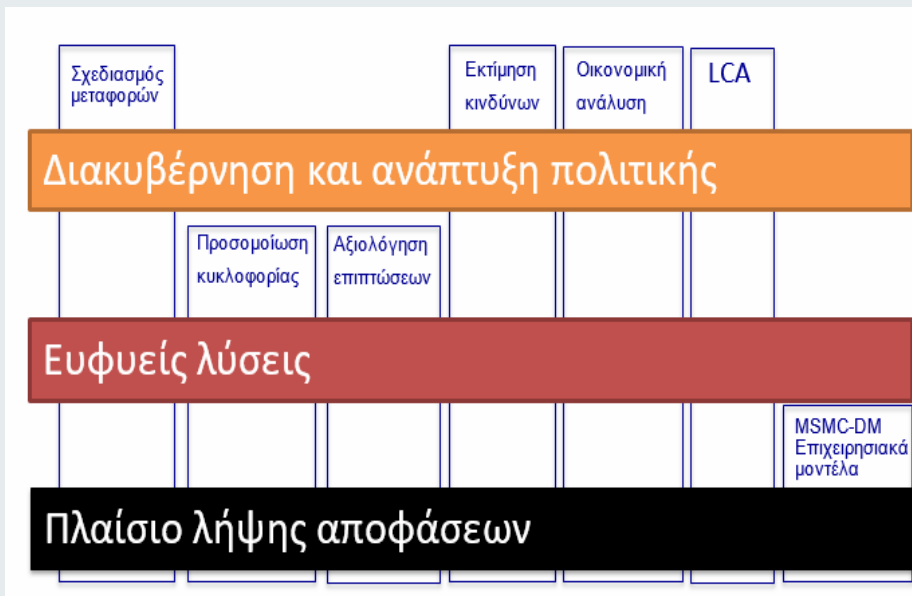 Σχεδιασμός
μεταφορών
Εκτίμηση
κινδύνων
Οικονομική
ανάλυση
LCA
Διακυβέρνηση και ανάπτυξη πολιτικής
Προσομοίωση
κυκλοφορίας
Αξιολόγηση
επιπτώσεων
Ευφυείς λύσεις
MSMC-DM
Επιχειρησιακά
μοντέλα
Πλαίσιο λήψης αποφάσεων